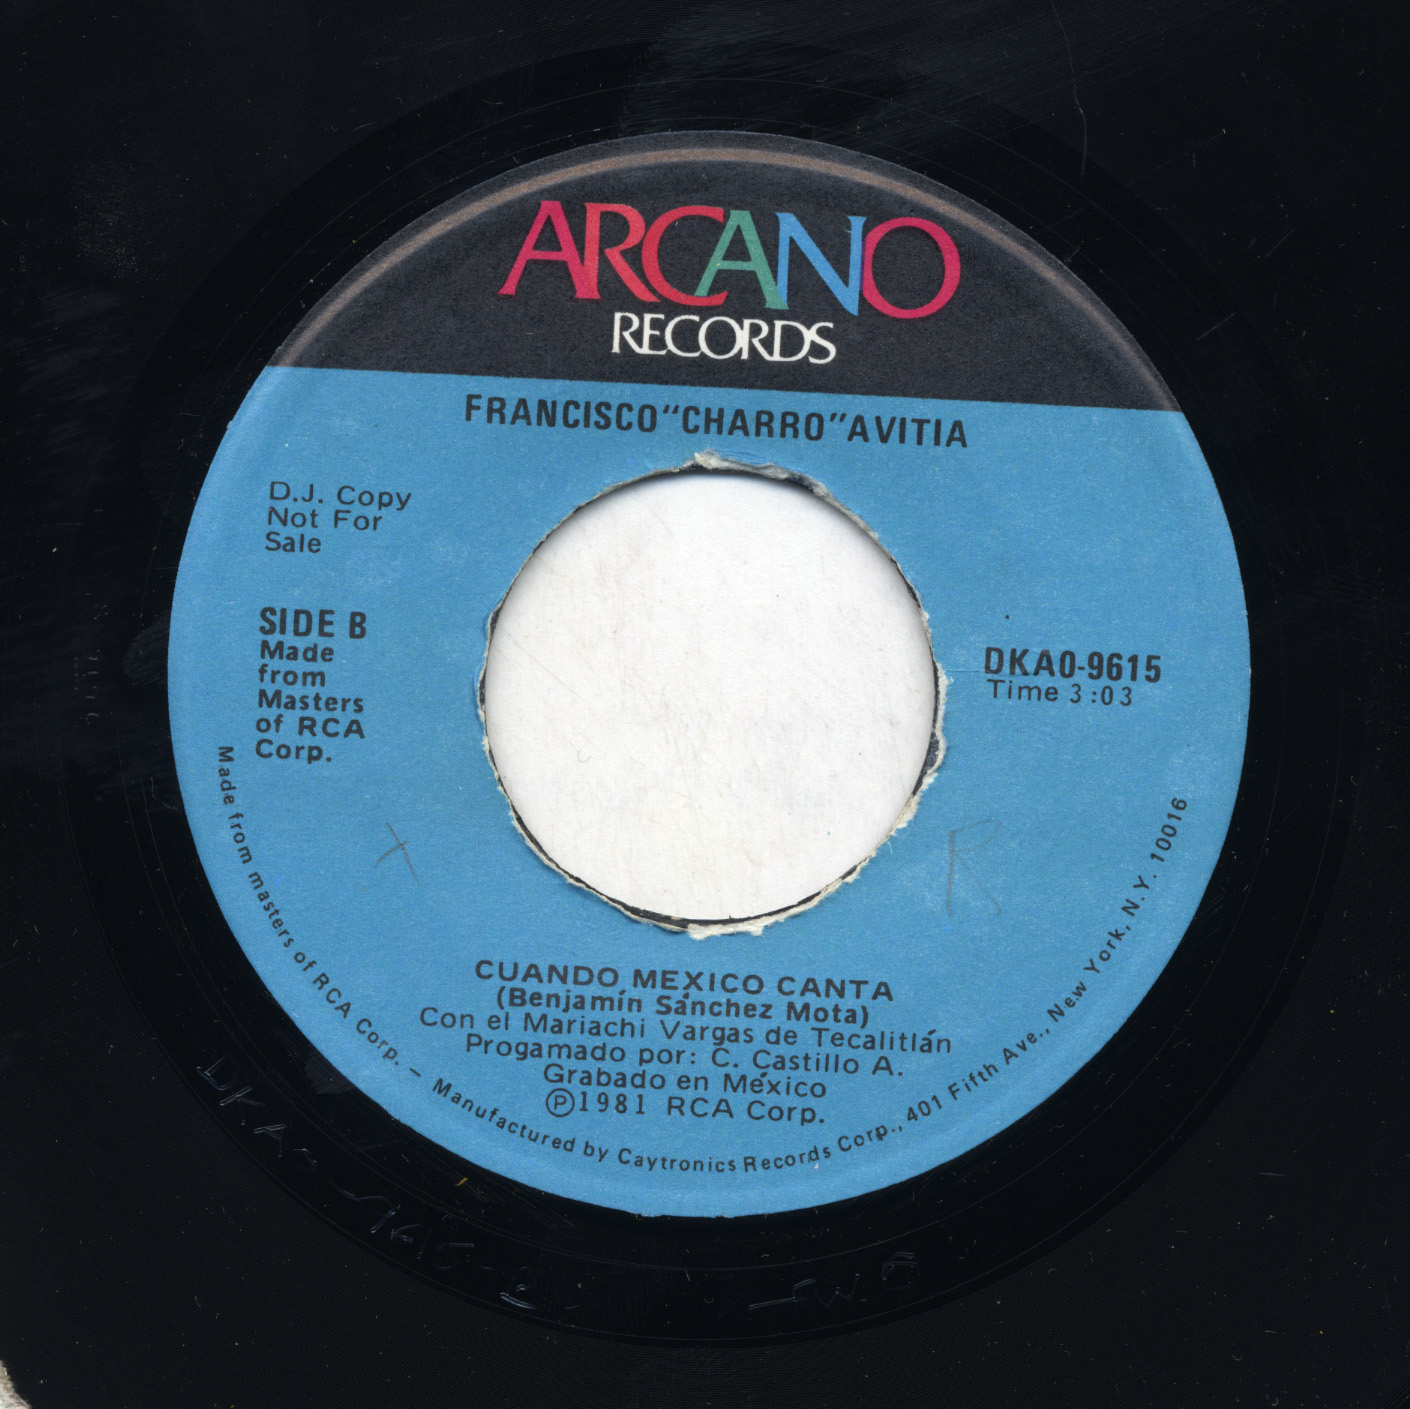 ARCANO
RECORDS
FRANCISCO "CHARRO" AVITIA
D.J. Copy
Not For
Sale
SIDE B
Made
from
Masters
of RCA
Corp.
DKA0-9615
Time 3:03
R
CUANDO MEXICO CANTA
(Benjamín Sánchez Mota)
Con el Mariachi Vargas de Tecalitlán
Progamado por: C. Castillo A.
Grabado en México
Ⓟ1981 RCA Corp.
Made from masters of RCA Corp. – Manufactured by Caytronics Records Corp., 401 Fifth Ave., New York, N.Y. 10016